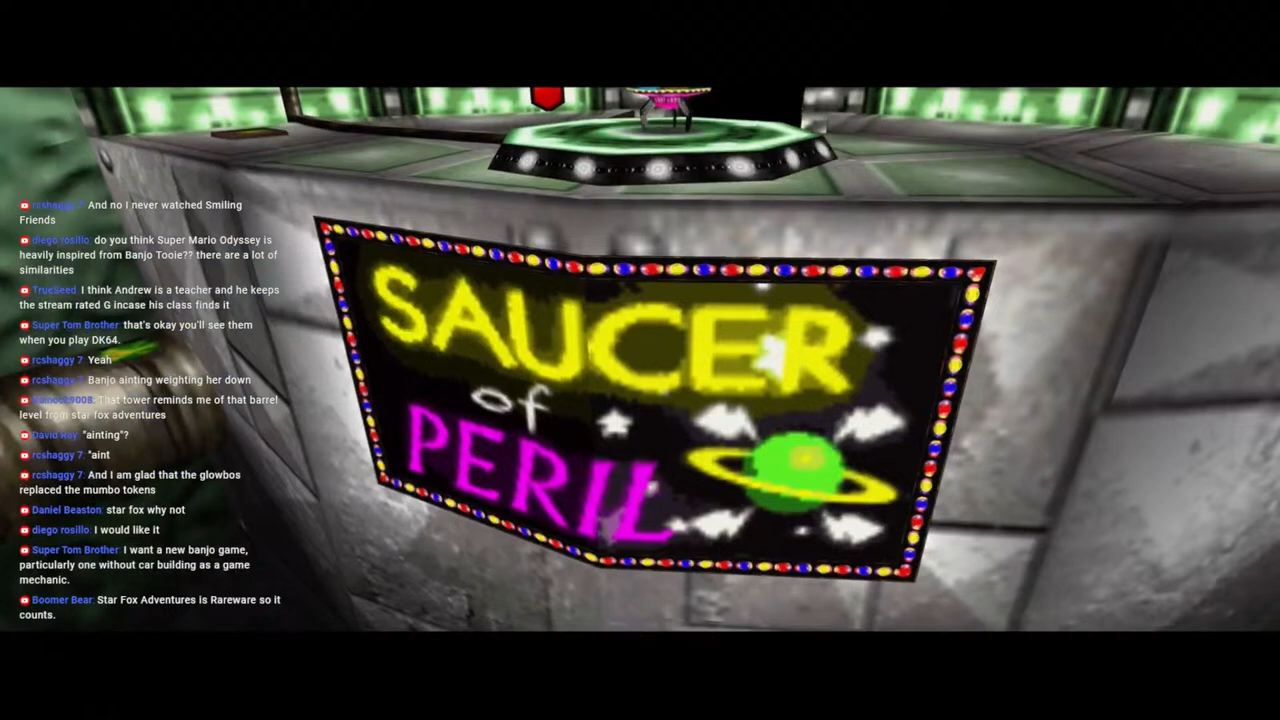 rcshaggy 7: And no I never watched Smiling
Friends
diego rosillo: do you think Super Mario Odyssey is
heavily inspired from Banjo Tooie?? there are a lot of
similarities
TrueSeed: I think Andrew is a teacher and he keeps
the stream rated G incase his class finds it
Super Tom Brother: that's okay you'll see them
when you play DK64.
rcshaggy 7: Yeah
rcshaggy 7: Banjo ainting weighting her down
That tower reminds me of that barrel
level from star fox adventures
David Roy: "ainting"?
rcshaggy 7: "aint
rcshaggy 7: And I am glad that the glowbos
replaced the mumbo tokens
Daniel Beaston: star fox why not
diego rosillo: I would like it
Super Tom Brother: I want a new banjo game,
particularly one without car building as a game
mechanic.
Boomer Bear: Star Fox Adventures is Rareware so it
counts.
SAUCER
of
PERIL